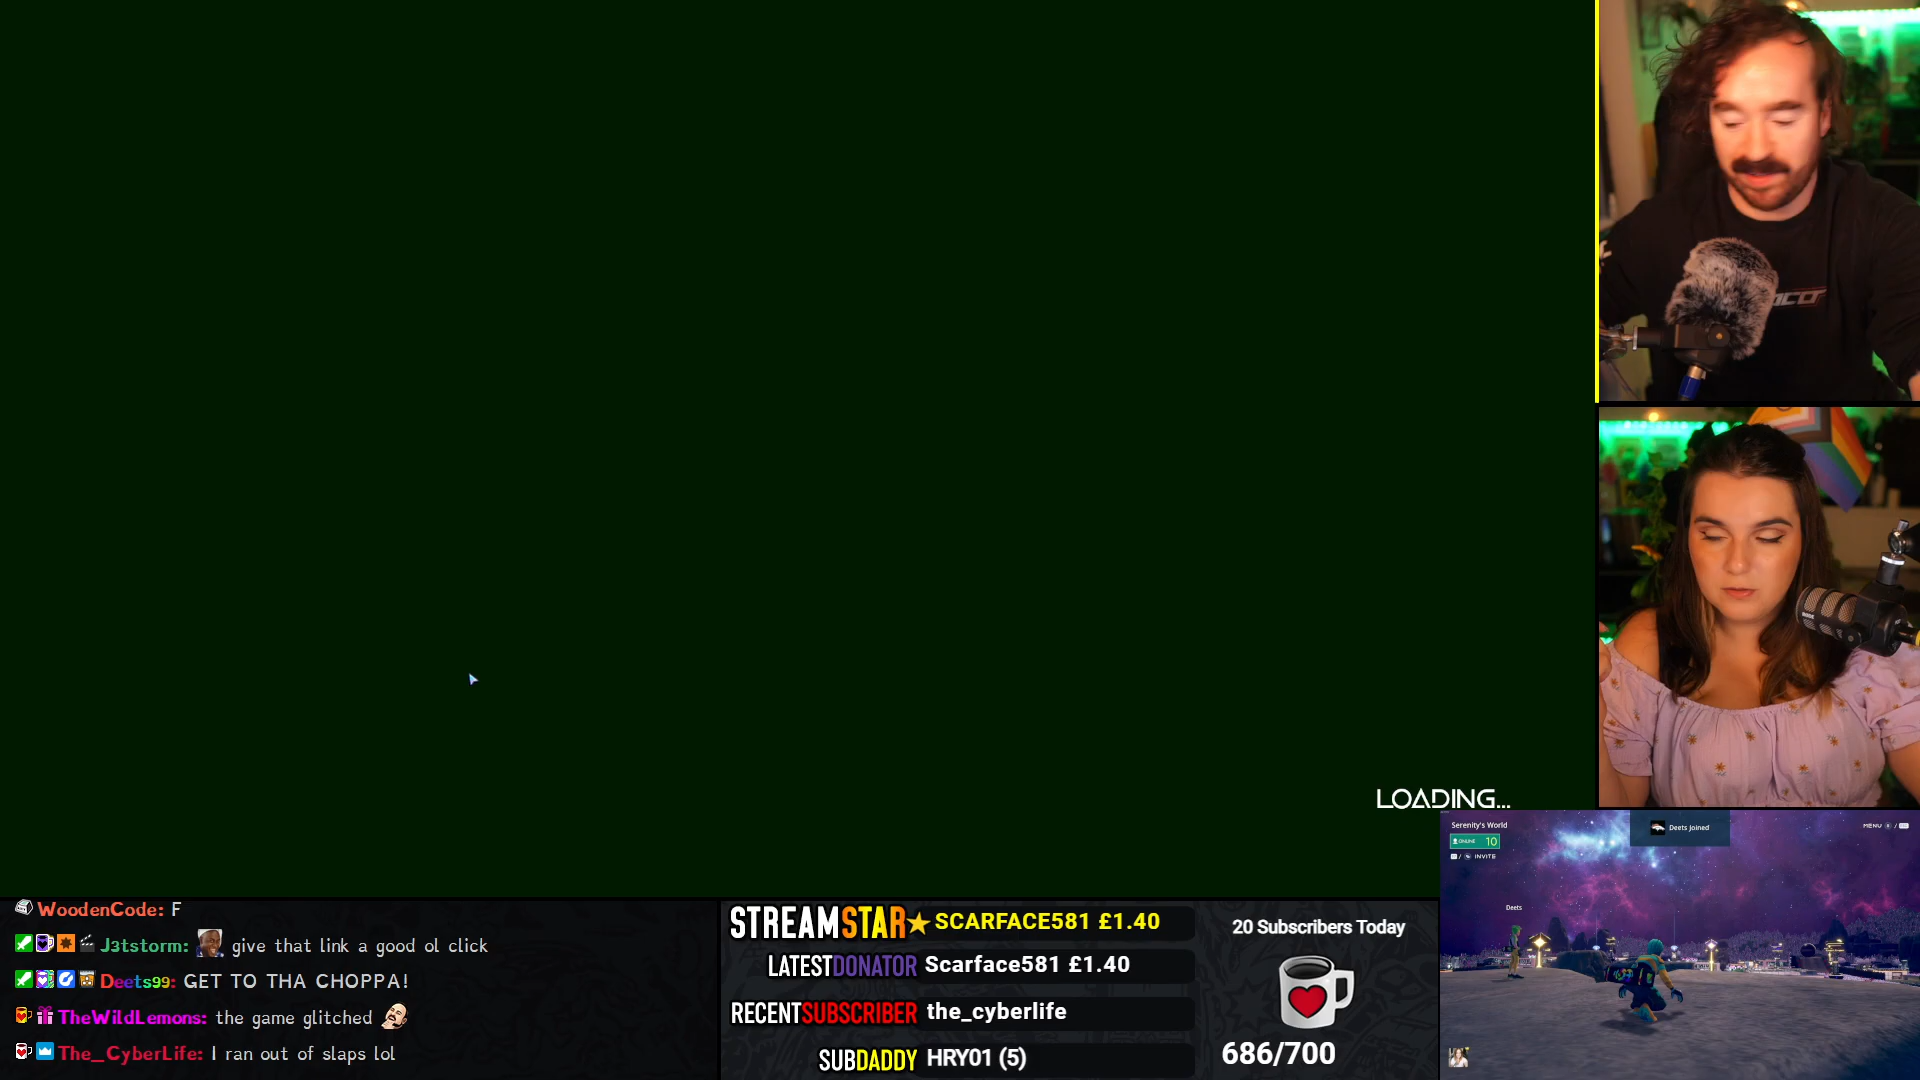 LOADING...
Serenity's World
ONLINE 10
INVITE
Deets Joined
MENU
Deets
WoodenCode: F
J3tstorm: give that link a good ol click
Deets99: GET TO THA CHOPPA!
TheWildLemons: the game glitched
The_CyberLife: I ran out of slaps lol
STREAMSTAR SCARFACE581 £1.40
LATESTDONATOR Scarface581 £1.40
RECENTSUBSCRIBER the_cyberlife
SUBDADDY HRY01 (5)
20 Subscribers Today
686/700